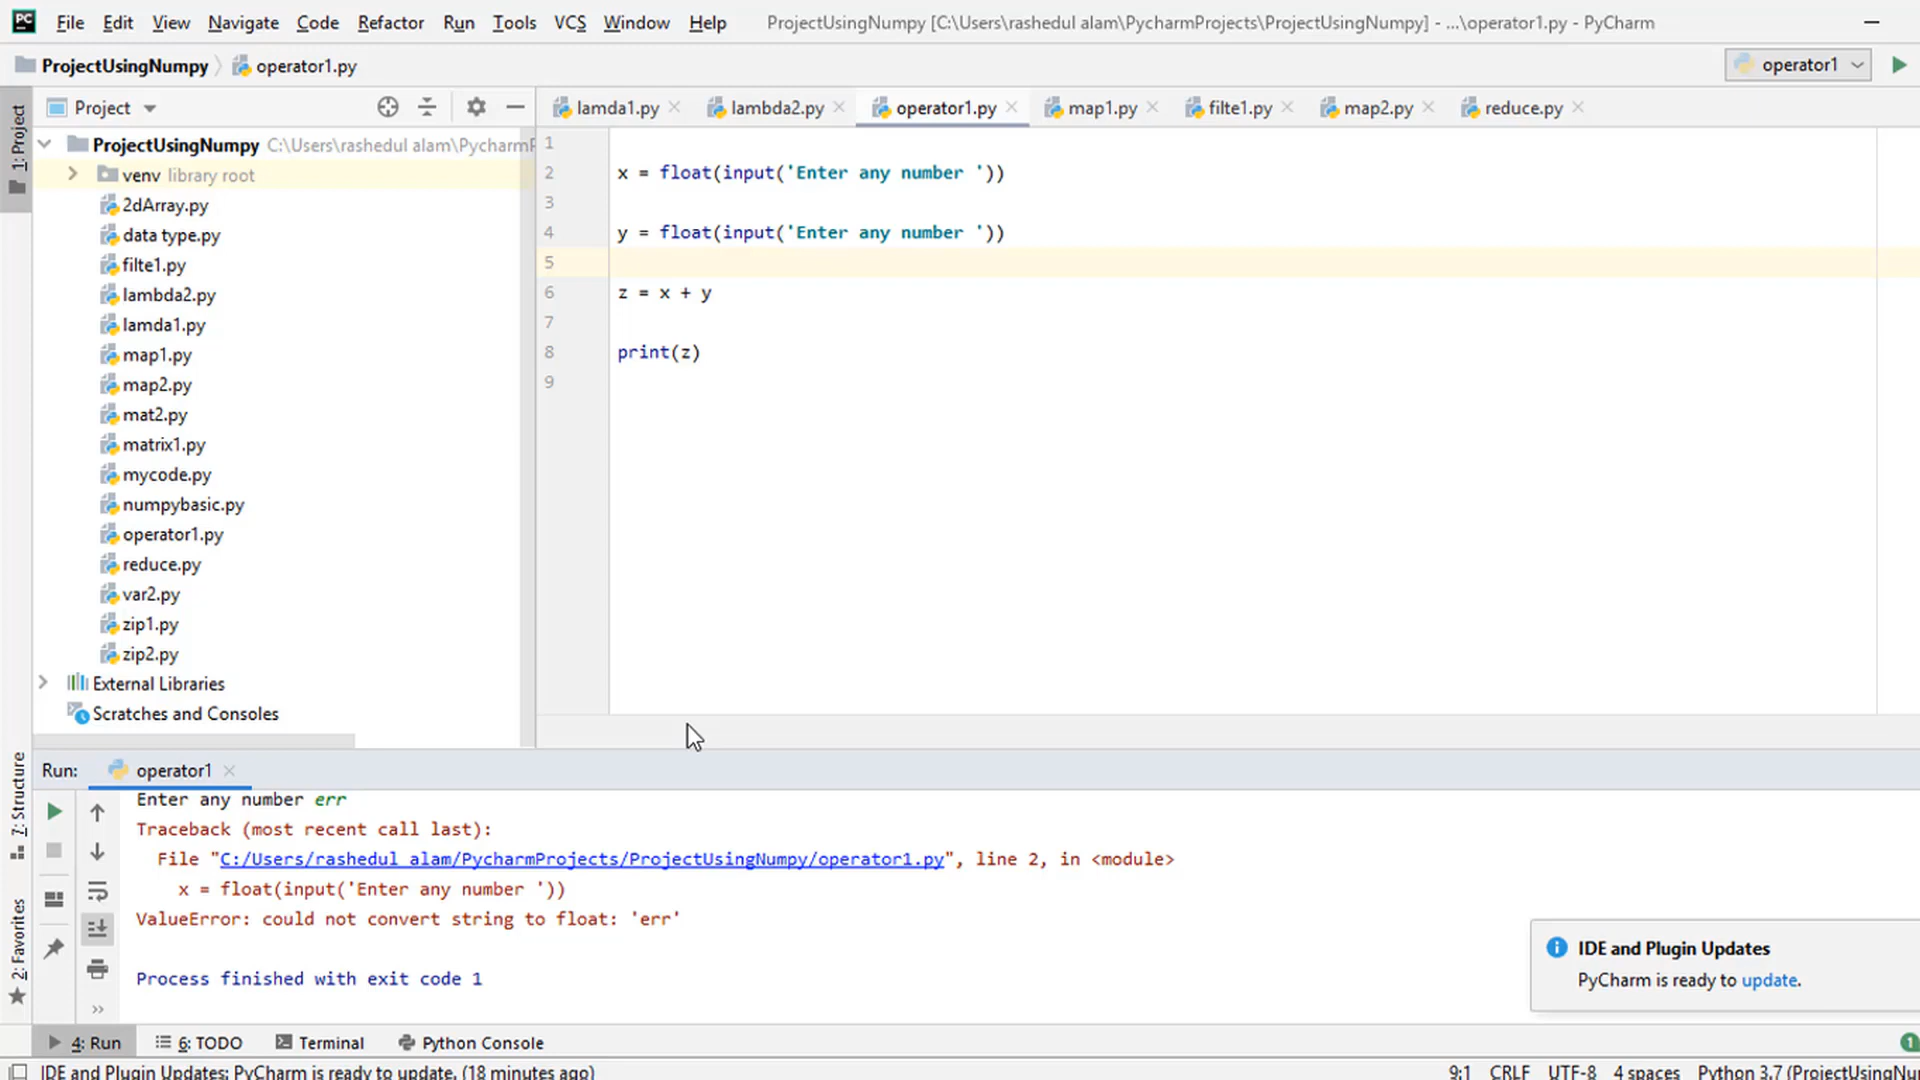 PC File Edit View Navigate Code Refactor Run Tools VCS Window Help ProjectUsingNumpy [C:\Users\rashedul alam\PycharmProjects\ProjectUsingNumpy] - ...\operator1.py - PyCharm
ProjectUsingNumpy operator1.py operator1
Project
lamda1.py lambda2.py operator1.py map1.py filte1.py map2.py reduce.py
1: Project
ProjectUsingNumpy C:\Users\rashedul alam\Pycharm
venv library root
2dArray.py
data type.py
filte1.py
lambda2.py
lamda1.py
map1.py
map2.py
mat2.py
matrix1.py
mycode.py
numpybasic.py
operator1.py
reduce.py
var2.py
zip1.py
zip2.py
External Libraries
Scratches and Consoles
1
2 x = float(input('Enter any number '))
3
4 y = float(input('Enter any number '))
5
6 z = x + y
7
8 print(z)
9
7: Structure
2: Favorites
Run: operator1
Enter any number err
Traceback (most recent call last):
File "C:/Users/rashedul alam/PycharmProjects/ProjectUsingNumpy/operator1.py", line 2, in <module>
x = float(input('Enter any number '))
ValueError: could not convert string to float: 'err'
Process finished with exit code 1
IDE and Plugin Updates
PyCharm is ready to update.
4: Run 6: TODO Terminal Python Console 1
IDE and Plugin Updates: PyCharm is ready to update. (18 minutes ago) 9:1 CRLF UTF-8 4 spaces Python 3.7 (ProjectUsingNum